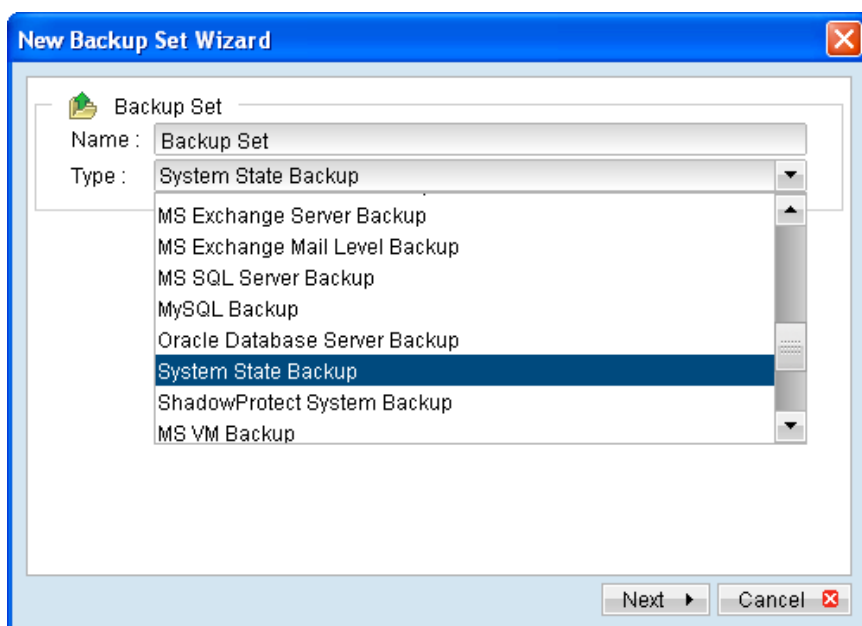 New Backup Set Wizard
Backup Set
Name : Backup Set
Type : System State Backup
MS Exchange Server Backup
MS Exchange Mail Level Backup
MS SQL Server Backup
MySQL Backup
Oracle Database Server Backup
System State Backup
ShadowProtect System Backup
MS VM Backup
Next Cancel